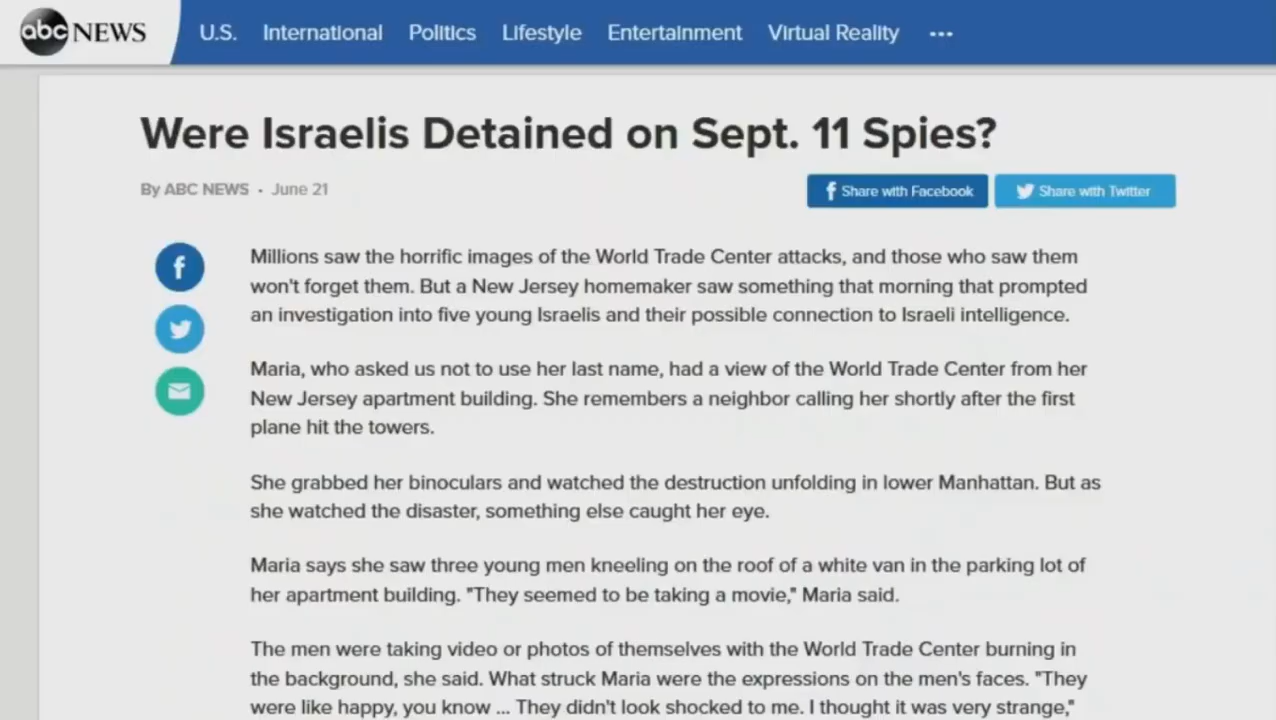 abc NEWS U.S. International Politics Lifestyle Entertainment Virtual Reality ...
Were Israelis Detained on Sept. 11 Spies?
By ABC NEWS • June 21
f Share with Facebook Share with Twitter
f
Millions saw the horrific images of the World Trade Center attacks, and those who saw them
won't forget them. But a New Jersey homemaker saw something that morning that prompted
an investigation into five young Israelis and their possible connection to Israeli intelligence.
Maria, who asked us not to use her last name, had a view of the World Trade Center from her
New Jersey apartment building. She remembers a neighbor calling her shortly after the first
plane hit the towers.
She grabbed her binoculars and watched the destruction unfolding in lower Manhattan. But as
she watched the disaster, something else caught her eye.
Maria says she saw three young men kneeling on the roof of a white van in the parking lot of
her apartment building. "They seemed to be taking a movie," Maria said.
The men were taking video or photos of themselves with the World Trade Center burning in
the background, she said. What struck Maria were the expressions on the men's faces. "They
were like happy, you know ... They didn't look shocked to me. I thought it was very strange,"